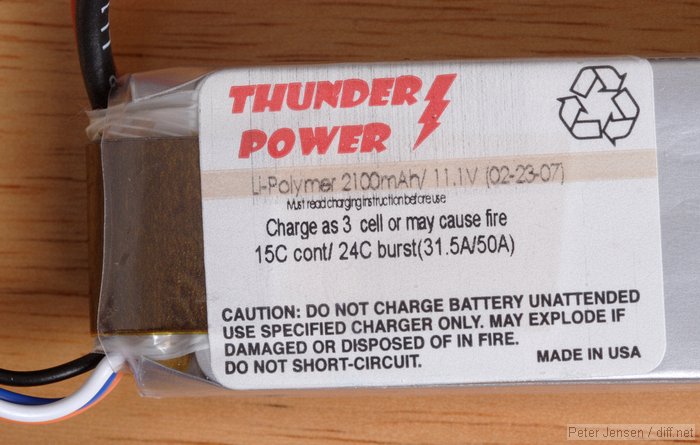 THUNDER
POWER
Li-Polymer 2100mAh/ 11.1V (02-23-07)
Must read charging instruction before use
Charge as 3 cell or may cause fire
15C cont/ 24C burst(31.5A/50A)
CAUTION: DO NOT CHARGE BATTERY UNATTENDED
USE SPECIFIED CHARGER ONLY. MAY EXPLODE IF
DAMAGED OR DISPOSED OF IN FIRE.
DO NOT SHORT-CIRCUIT.
MADE IN USA
Peter Jensen / diff.net